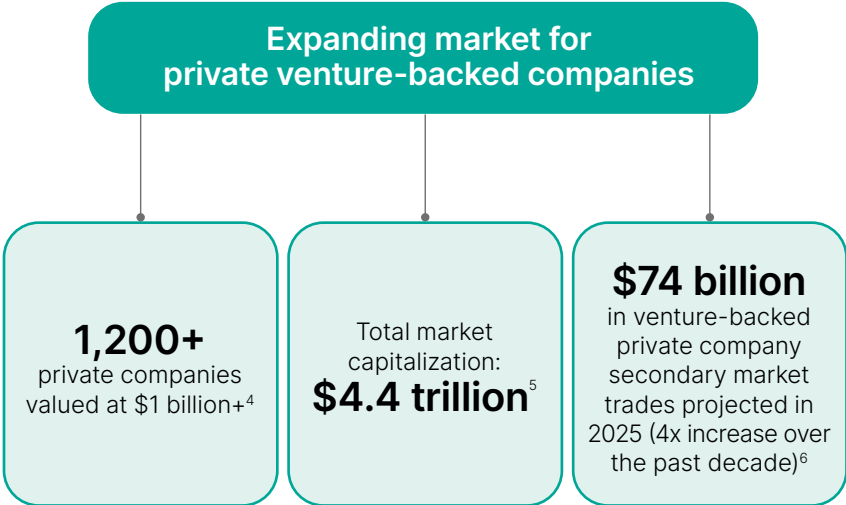 Expanding market for
private venture-backed companies
1,200+
private companies
valued at $1 billion+4
Total market
capitalization:
$4.4 trillion5
$74 billion
in venture-backed
private company
secondary market
trades projected in
2025 (4x increase over
the past decade)6